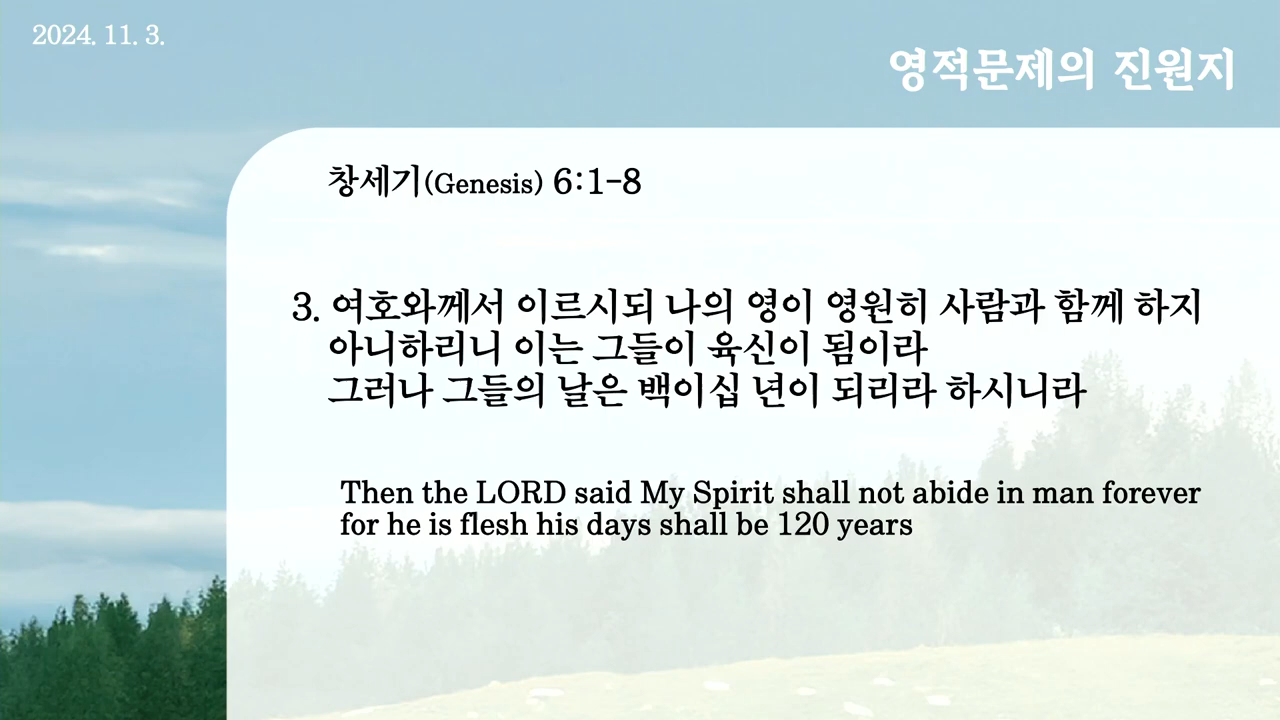 2024. 11. 3.
영적문제의 진원지
창세기(Genesis) 6:1-8
3. 여호와께서 이르시되 나의 영이 영원히 사람과 함께 하지
아니하리니 이는 그들이 육신이 됨이라
그러나 그들의 날은 백이십 년이 되리라 하시니라
Then the LORD said My Spirit shall not abide in man forever
for he is flesh his days shall be 120 years